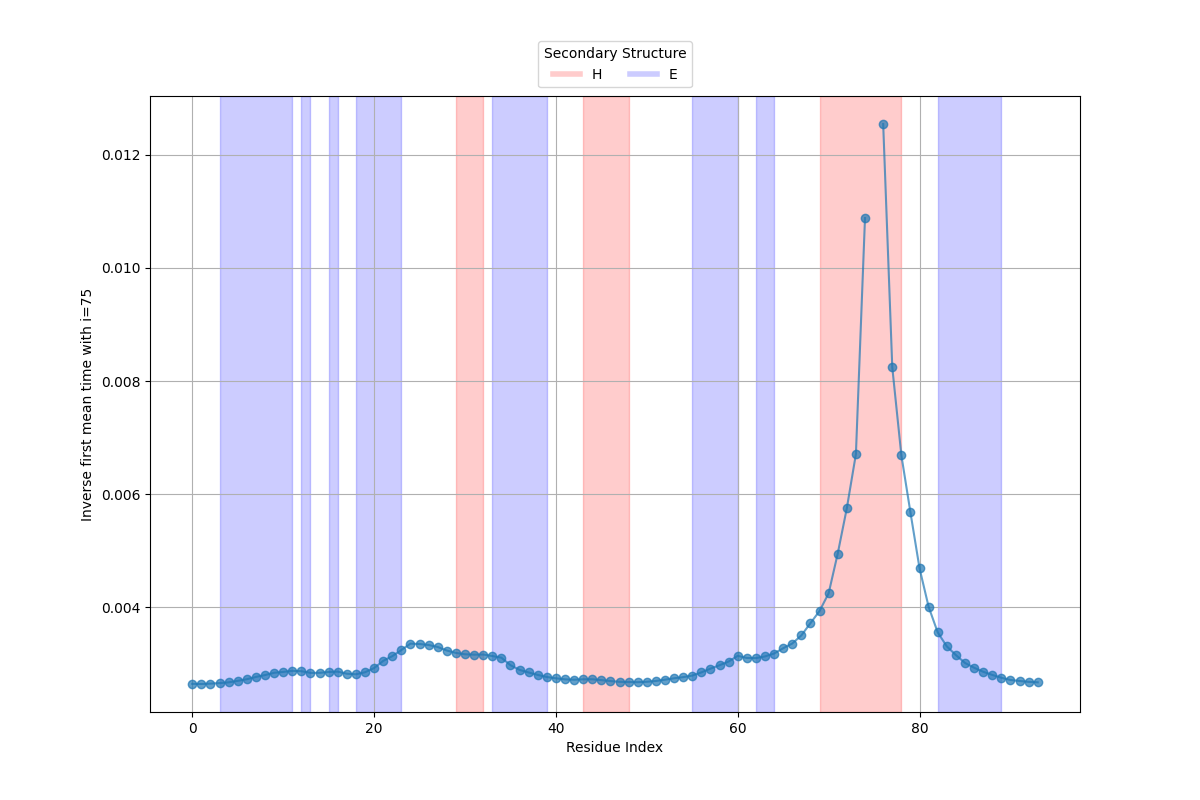 Secondary Structure
H E
0.012
0.010
0.008
0.006
0.004
Inverse first mean time with i=75
0 20 40 60 80
Residue Index